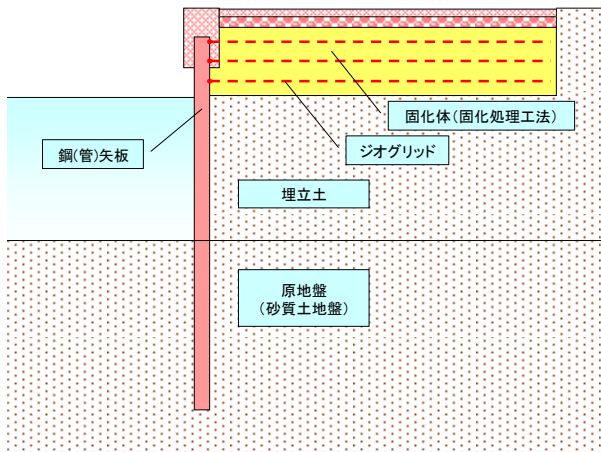 固化体(固化処理工法)
ジオグリッド
鋼(管)矢板
埋立土
原地盤
(砂質土地盤)